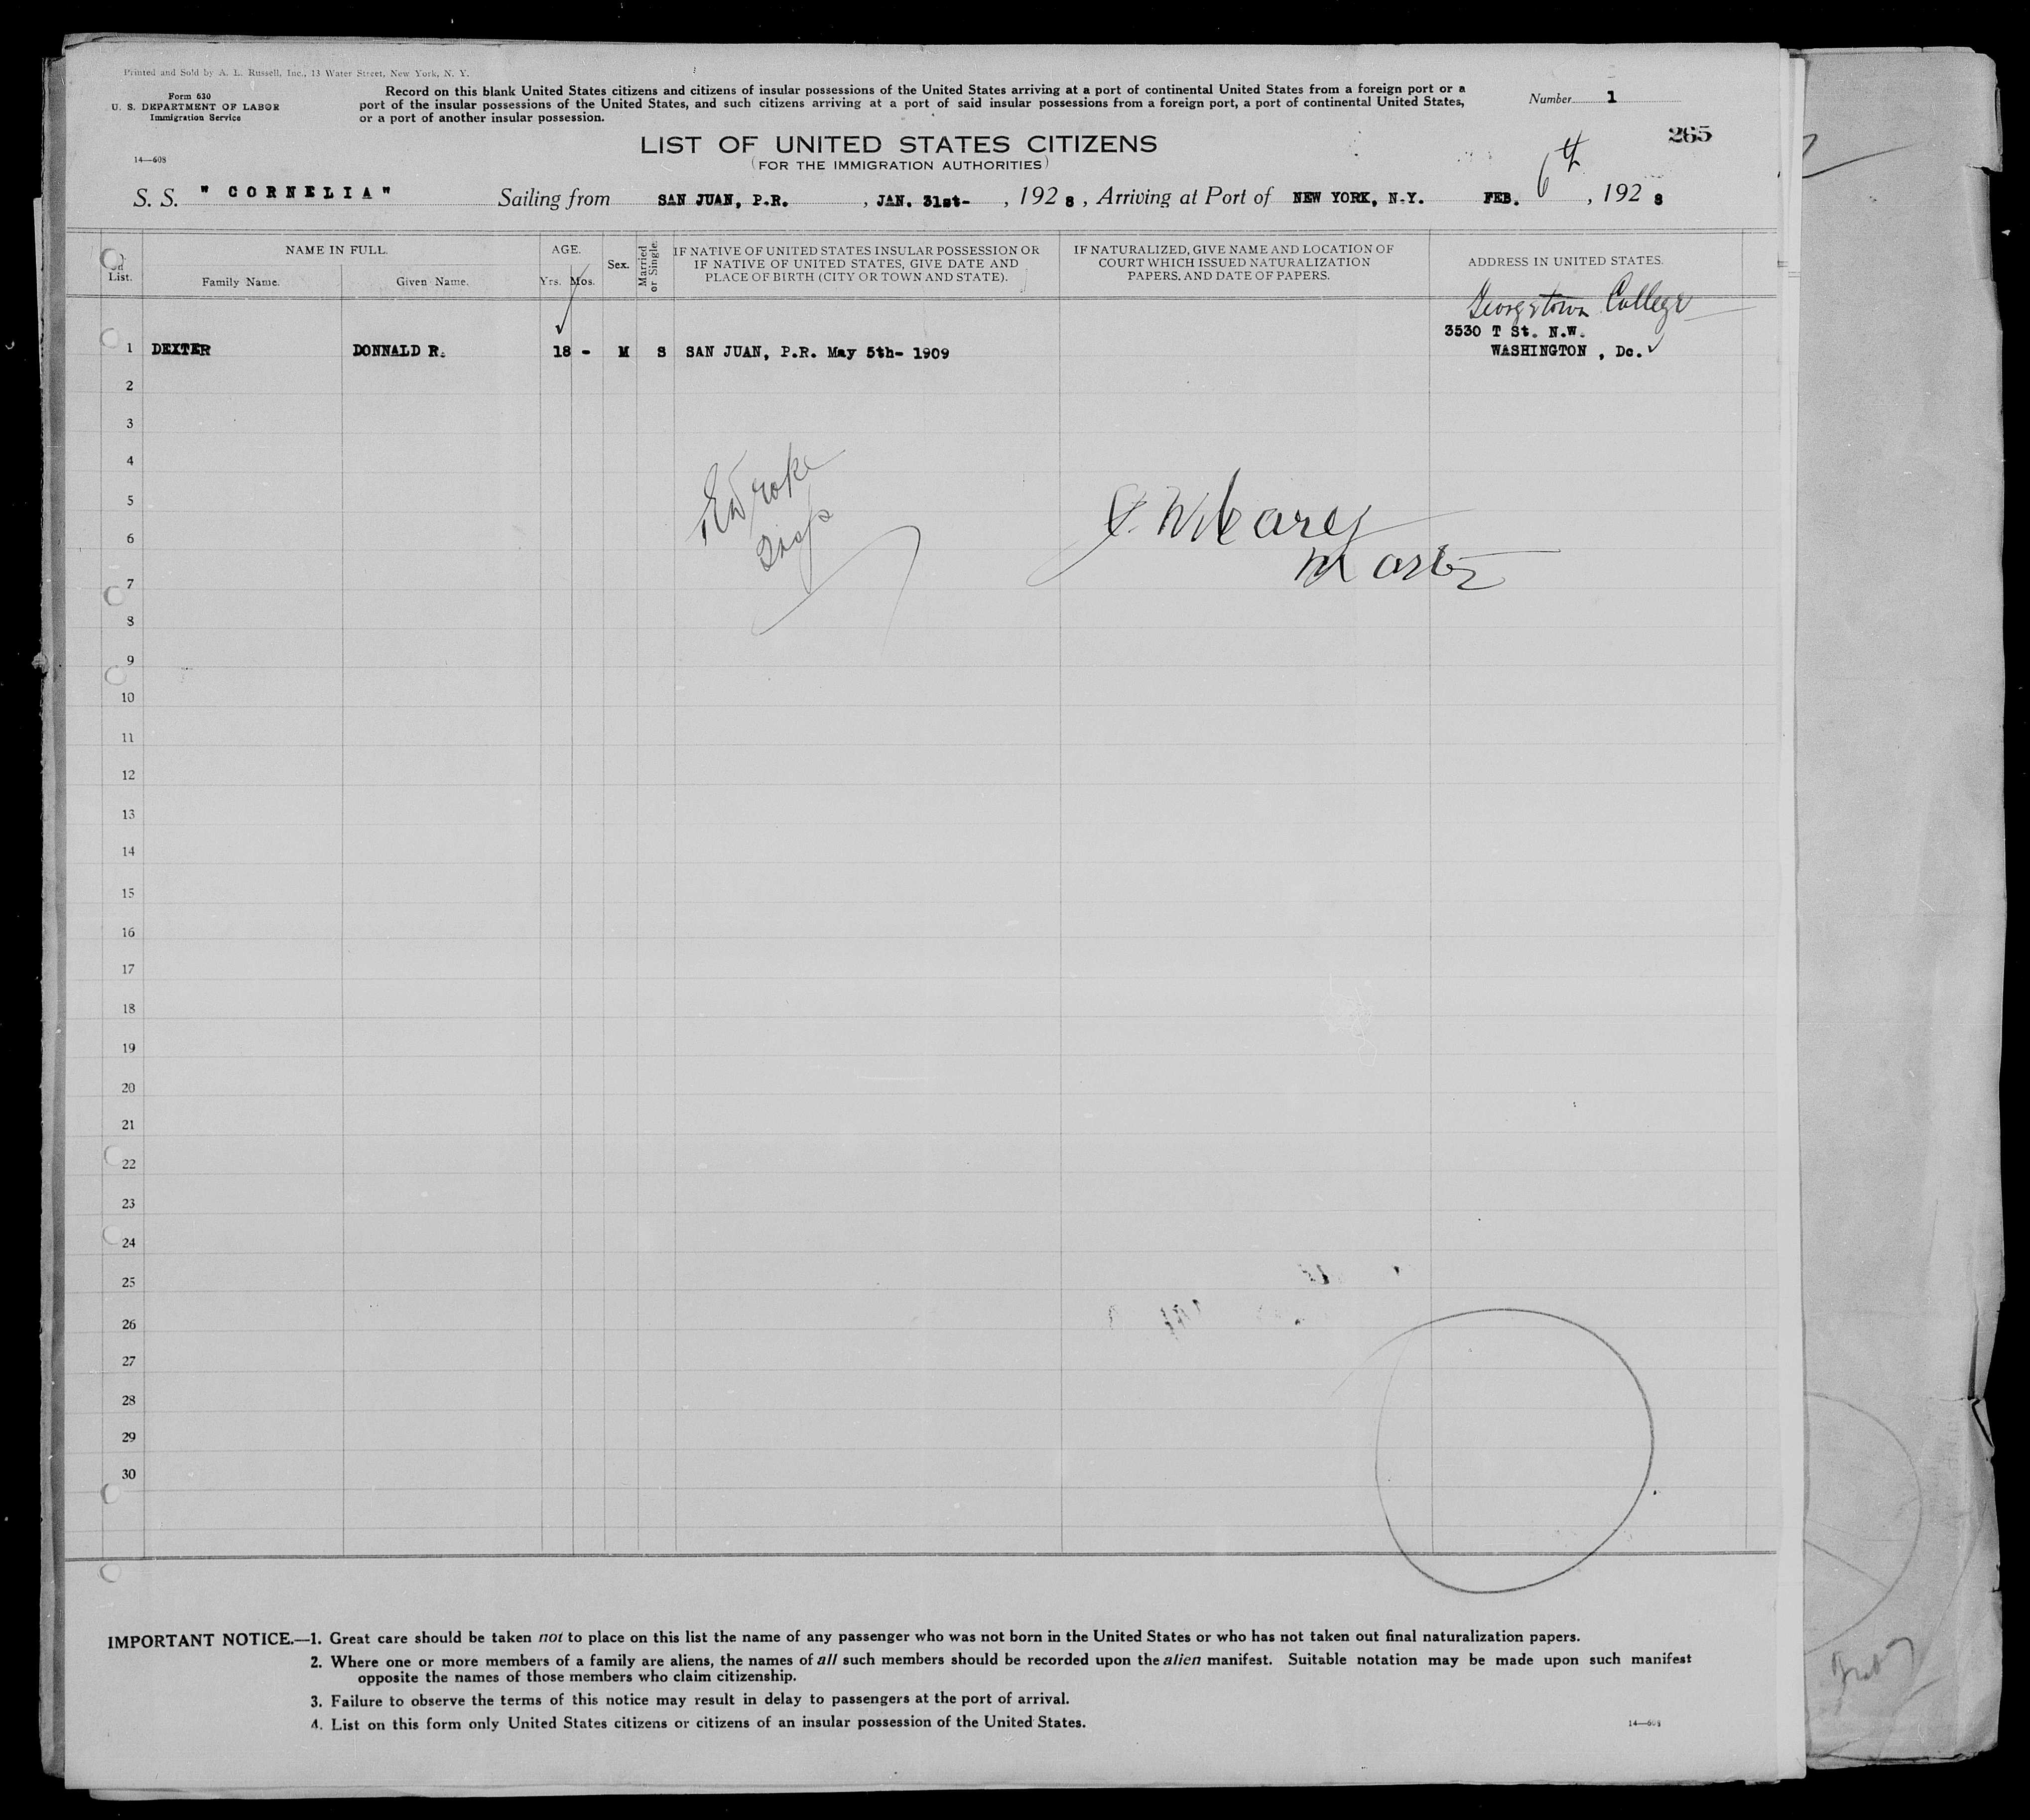 Printed and Sold by A. L. Russell, Inc., 13 Water Street, New York, N. Y.
Form 630
U. S. DEPARTMENT OF LABOR
Immigration Service
14—608
Record on this blank United States citizens and citizens of insular possessions of the United States arriving at a port of continental United States from a foreign port or a
port of the insular possessions of the United States, and such citizens arriving at a port of said insular possessions from a foreign port, a port of continental United States,
or a port of another insular possession.
Number 1
265
LIST OF UNITED STATES CITIZENS
(FOR THE IMMIGRATION AUTHORITIES)
S. S. " CORNELIA " Sailing from SAN JUAN, P.R. , JAN. 31st- , 192 8 , Arriving at Port of NEW YORK, N.Y. FEB. 6th , 192 8
on List.
NAME IN FULL.
Family Name. Given Name.
AGE.
Yrs. Mos.
Sex.
Married or Single.
IF NATIVE OF UNITED STATES INSULAR POSSESSION OR
IF NATIVE OF UNITED STATES, GIVE DATE AND
PLACE OF BIRTH (CITY OR TOWN AND STATE).
IF NATURALIZED, GIVE NAME AND LOCATION OF
COURT WHICH ISSUED NATURALIZATION
PAPERS, AND DATE OF PAPERS.
ADDRESS IN UNITED STATES.
Georgetown College
3530 T St. N.W.
1 DEXTER DONNALD R. 18 - M S SAN JUAN, P.R. May 5th- 1909 WASHINGTON , Dc. ✓
2
3
4
5
6
Master
7
8
9
10
11
12
13
14
15
16
17
18
19
20
21
22
23
24
25
26
27
28
29
30
IMPORTANT NOTICE.—1. Great care should be taken not to place on this list the name of any passenger who was not born in the United States or who has not taken out final naturalization papers.
2. Where one or more members of a family are aliens, the names of all such members should be recorded upon the alien manifest. Suitable notation may be made upon such manifest
opposite the names of those members who claim citizenship.
3. Failure to observe the terms of this notice may result in delay to passengers at the port of arrival.
4. List on this form only United States citizens or citizens of an insular possession of the United States.
14—608